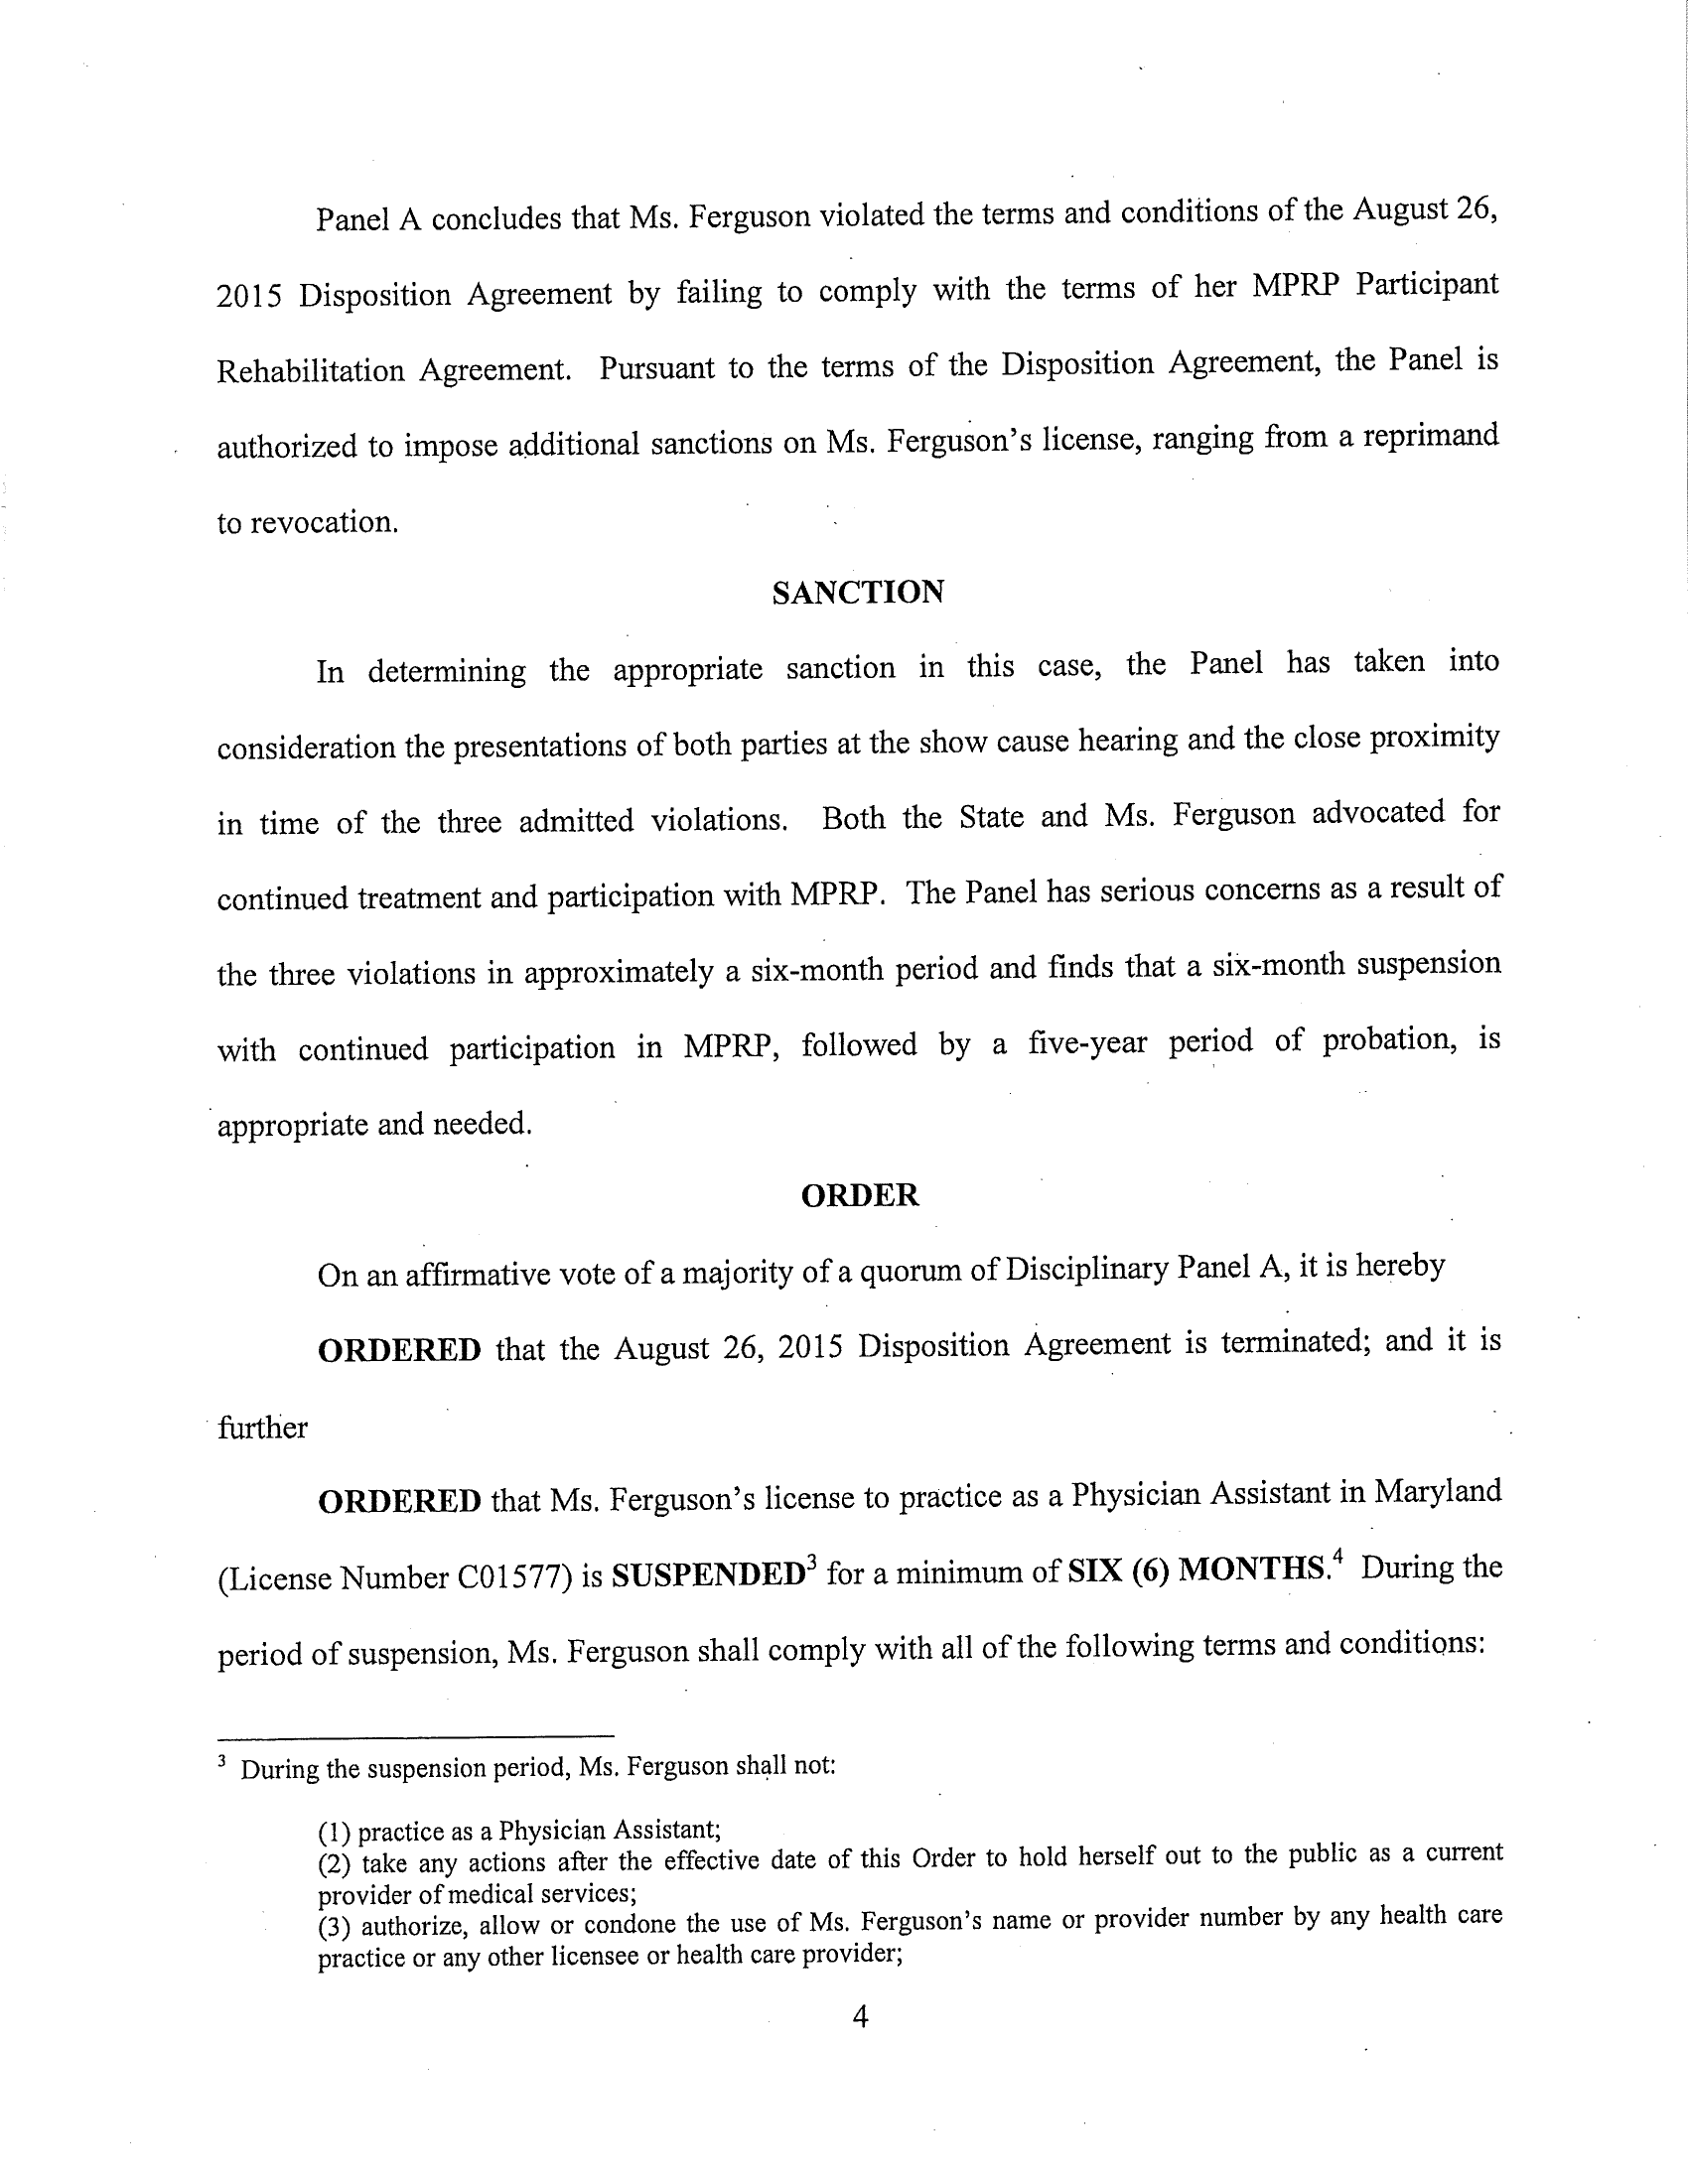 Panel A concludes that Ms. Ferguson violated the terms and conditions of the August 26,
2015 Disposition Agreement by failing to comply with the terms of her MPRP Participant
Rehabilitation Agreement. Pursuant to the terms of the Disposition Agreement, the Panel is
authorized to impose additional sanctions on Ms. Ferguson's license, ranging from a reprimand
to revocation.
SANCTION
In determining the appropriate sanction in this case, the Panel has taken into
consideration the presentations of both parties at the show cause hearing and the close proximity
in time of the three admitted violations. Both the State and Ms. Ferguson advocated for
continued treatment and participation with MPRP. The Panel has serious concerns as a result of
the three violations in approximately a six-month period and finds that a six-month suspension
with continued participation in MPRP, followed by a five-year period of probation, is
appropriate and needed.
ORDER
On an affirmative vote of a majority of a quorum of Disciplinary Panel A, it is hereby
ORDERED that the August 26, 2015 Disposition Agreement is terminated; and it is
further
ORDERED that Ms. Ferguson's license to practice as a Physician Assistant in Maryland
(License Number C01577) is SUSPENDED³ for a minimum of SIX (6) MONTHS.⁴ During the
period of suspension, Ms. Ferguson shall comply with all of the following terms and conditions:
³ During the suspension period, Ms. Ferguson shall not:
(1) practice as a Physician Assistant;
(2) take any actions after the effective date of this Order to hold herself out to the public as a current
provider of medical services;
(3) authorize, allow or condone the use of Ms. Ferguson's name or provider number by any health care
practice or any other licensee or health care provider;
4